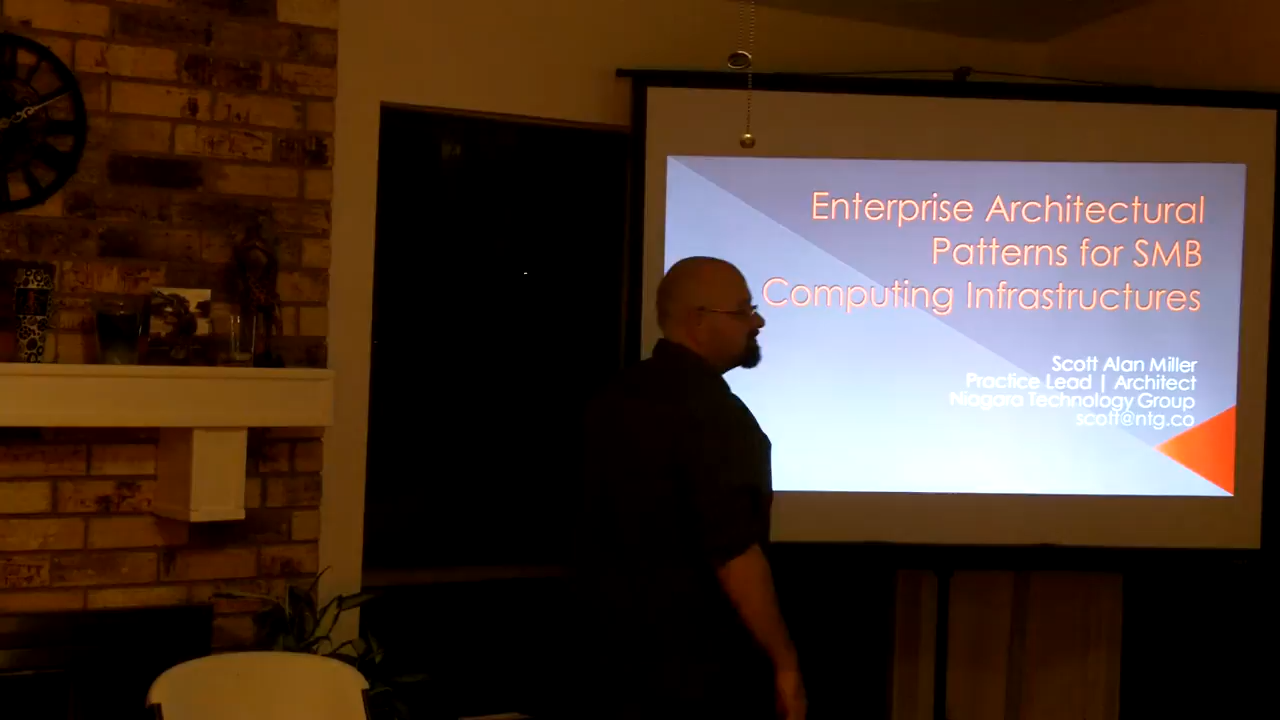 Enterprise Architectural
Patterns for SMB
Computing Infrastructures
Scott Alan Miller
Practice Lead | Architect
Niagara Technology Group
scott@ntg.co